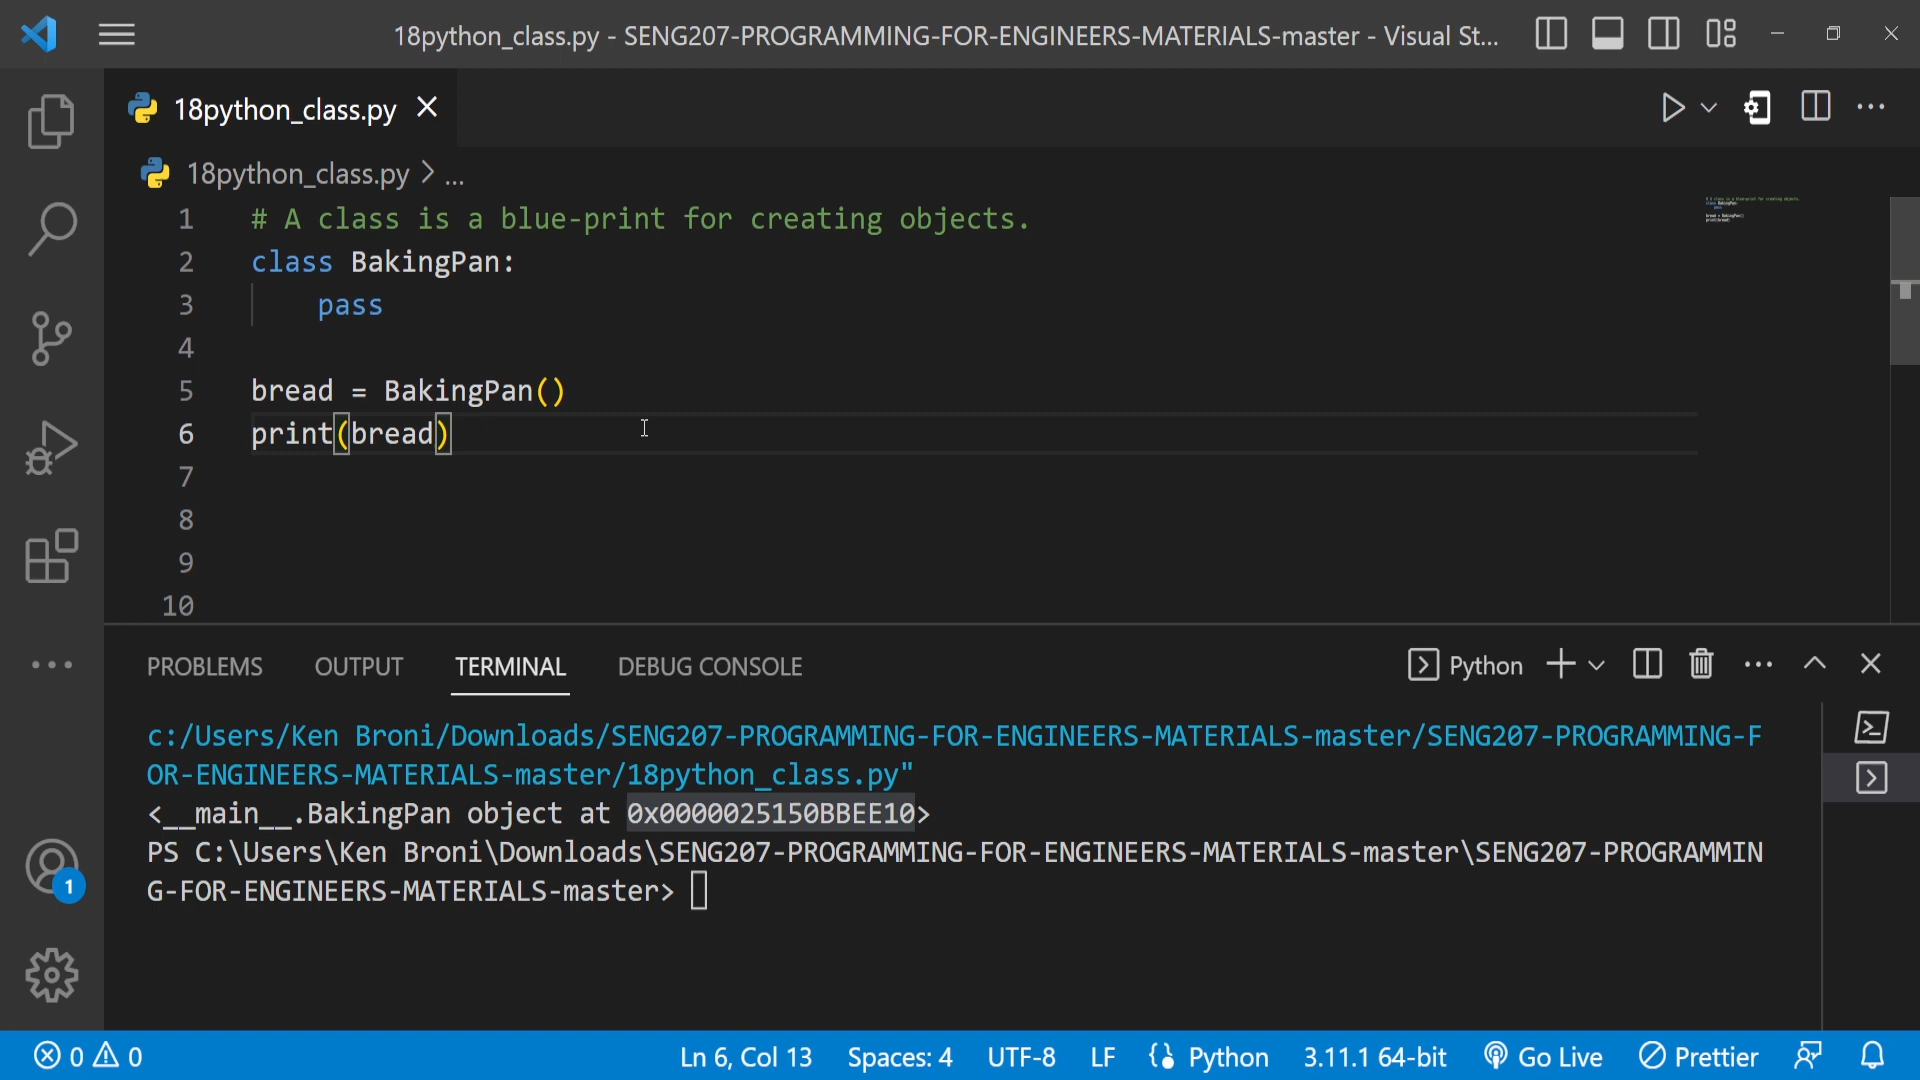 18python_class.py - SENG207-PROGRAMMING-FOR-ENGINEERS-MATERIALS-master - Visual St...
18python_class.py
18python_class.py > ...
1 # A class is a blue-print for creating objects.
2 class BakingPan:
3 pass
4
5 bread = BakingPan()
6 print(bread)
7
8
9
10
PROBLEMS OUTPUT TERMINAL DEBUG CONSOLE Python
c:/Users/Ken Broni/Downloads/SENG207-PROGRAMMING-FOR-ENGINEERS-MATERIALS-master/SENG207-PROGRAMMING-F
OR-ENGINEERS-MATERIALS-master/18python_class.py"
<__main__.BakingPan object at 0x0000025150BBEE10>
PS C:\Users\Ken Broni\Downloads\SENG207-PROGRAMMING-FOR-ENGINEERS-MATERIALS-master\SENG207-PROGRAMMIN
G-FOR-ENGINEERS-MATERIALS-master>
1
0 0 Ln 6, Col 13 Spaces: 4 UTF-8 LF Python 3.11.1 64-bit Go Live Prettier